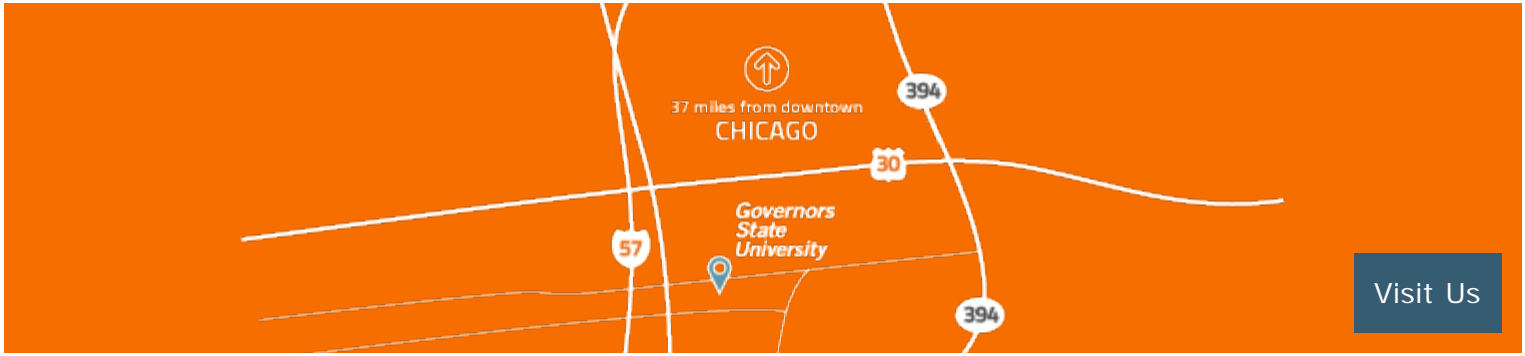 394
37 miles from downtown
CHICAGO
30
Governors
State
University
57
Visit Us
394